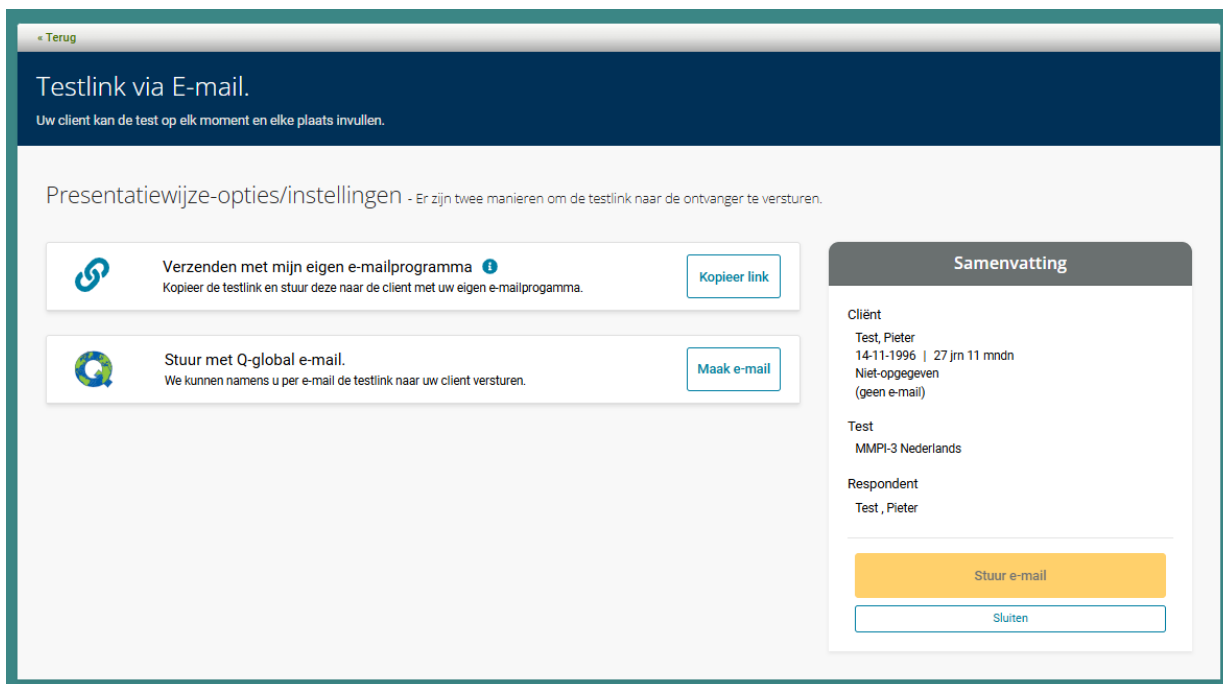 « Terug
Testlink via E-mail.
Uw client kan de test op elk moment en elke plaats invullen.
Presentatiewijze-opties/instellingen - Er zijn twee manieren om de testlink naar de ontvanger te versturen.
Verzenden met mijn eigen e-mailprogramma
Kopieer de testlink en stuur deze naar de client met uw eigen e-mailprogamma.
Kopieer link
Stuur met Q-global e-mail.
We kunnen namens u per e-mail de testlink naar uw client versturen.
Maak e-mail
Samenvatting
Cliënt
Test, Pieter
14-11-1996 | 27 jrn 11 mndn
Niet-opgegeven
(geen e-mail)
Test
MMPI-3 Nederlands
Respondent
Test , Pieter
Stuur e-mail
Sluiten